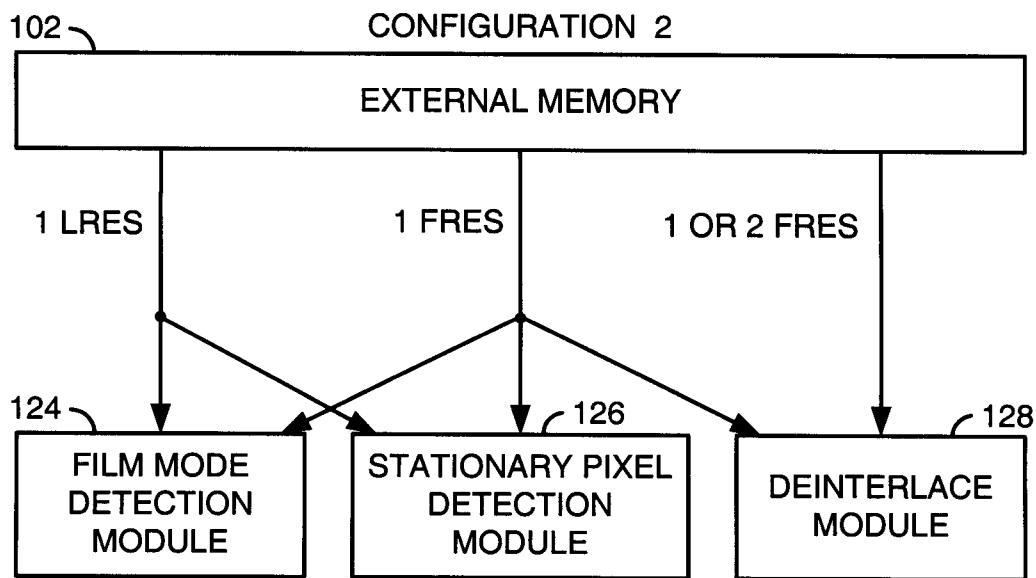 102
CONFIGURATION 2
EXTERNAL MEMORY
1 LRES
1 FRES
1 OR 2 FRES
124
126
128
FILM MODE
DETECTION
MODULE
STATIONARY PIXEL
DETECTION
MODULE
DEINTERLACE
MODULE